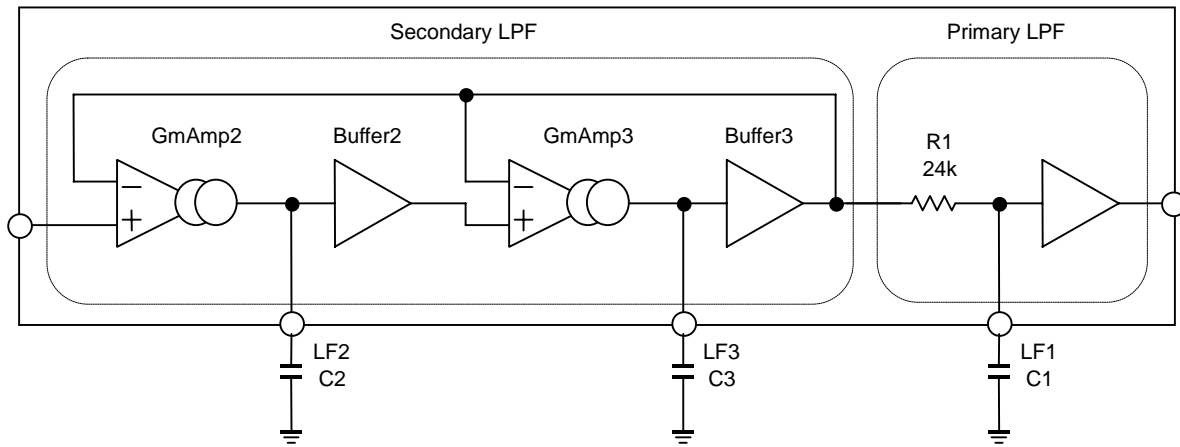 Secondary LPF
Primary LPF
GmAmp2
Buffer2
GmAmp3
Buffer3
R1
24k
−
+
−
+
LF2
C2
LF3
C3
LF1
C1